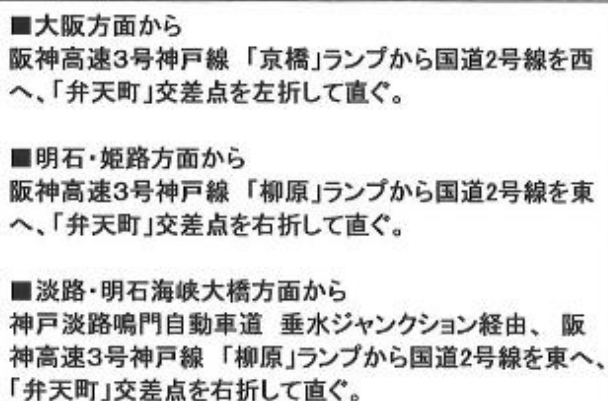 ■大阪方面から
阪神高速3号神戸線 「京橋」ランプから国道2号線を西
へ、「弁天町」交差点を左折して直ぐ。
■明石・姫路方面から
阪神高速3号神戸線 「柳原」ランプから国道2号線を東
へ、「弁天町」交差点を右折して直ぐ。
■淡路・明石海峡大橋方面から
神戸淡路鳴門自動車道 垂水ジャンクション経由、 阪
神高速3号神戸線 「柳原」ランプから国道2号線を東へ、
「弁天町」交差点を右折して直ぐ。